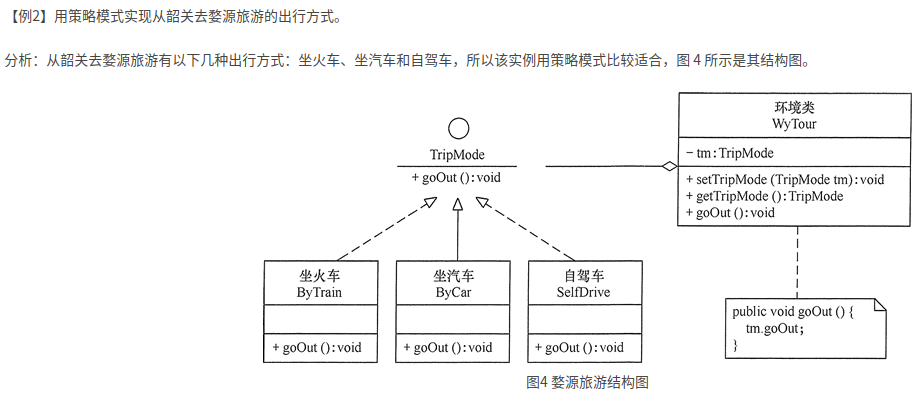 【例2】用策略模式实现从韶关去婺源旅游的出行方式。
分析：从韶关去婺源旅游有以下几种出行方式：坐火车、坐汽车和自驾车，所以该实例用策略模式比较适合，图 4 所示是其结构图。
环境类
WyTour
- tm:TripMode
+ setTripMode (TripMode tm):void
+ getTripMode ():TripMode
+ goOut ():void
TripMode
+ goOut ():void
坐火车
ByTrain
+ goOut ():void
坐汽车
ByCar
+ goOut ():void
自驾车
SelfDrive
+ goOut ():void
public void goOut () {
tm.goOut;
}
图4 婺源旅游结构图